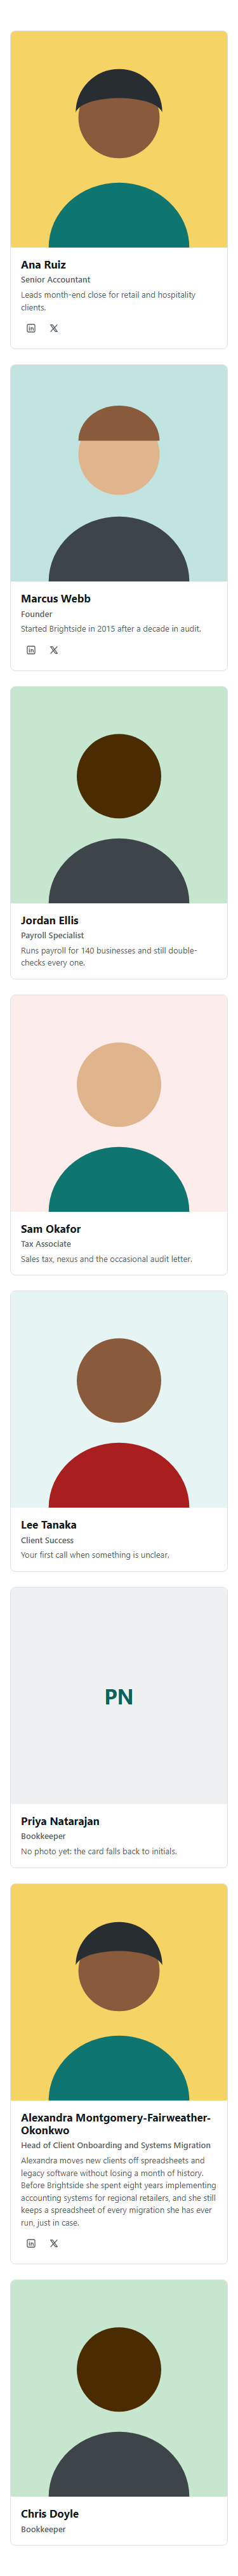 Ana Ruiz
Senior Accountant
Leads month-end close for retail and hospitality
clients.
Marcus Webb
Founder
Started Brightside in 2015 after a decade in audit.
Jordan Ellis
Payroll Specialist
Runs payroll for 140 businesses and still double-
checks every one.
Sam Okafor
Tax Associate
Sales tax, nexus and the occasional audit letter.
Lee Tanaka
Client Success
Your first call when something is unclear.
PN
Priya Natarajan
Bookkeeper
No photo yet: the card falls back to initials.
Alexandra Montgomery-Fairweather-
Okonkwo
Head of Client Onboarding and Systems Migration
Alexandra moves new clients off spreadsheets and
legacy software without losing a month of history.
Before Brightside she spent eight years implementing
accounting systems for regional retailers, and she still
keeps a spreadsheet of every migration she has ever
run, just in case.
Chris Doyle
Bookkeeper